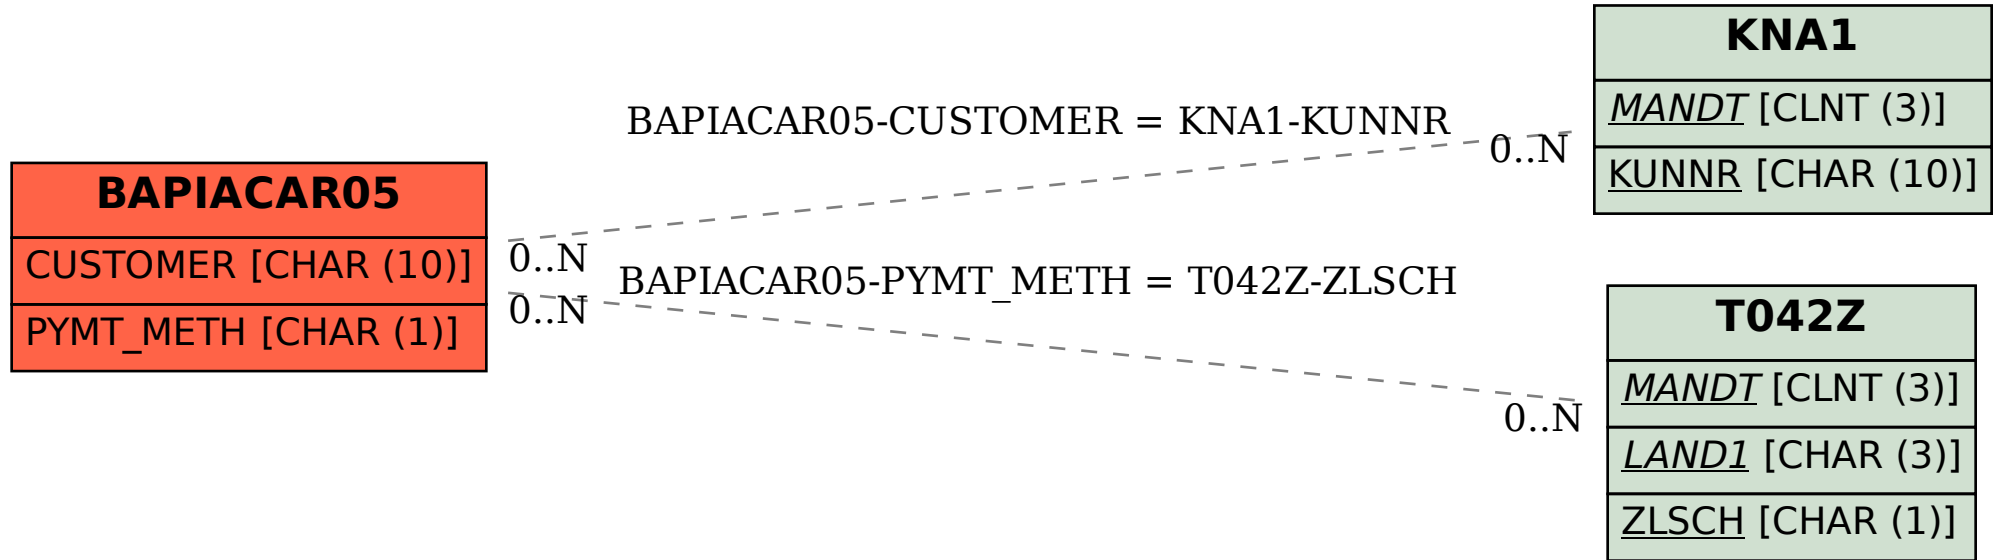 BAPIACAR05
CUSTOMER [CHAR (10)]
PYMT_METH [CHAR (1)]
BAPIACAR05-CUSTOMER = KNA1-KUNNR
0..N
0..N
BAPIACAR05-PYMT_METH = T042Z-ZLSCH
0..N
0..N
KNA1
MANDT [CLNT (3)]
KUNNR [CHAR (10)]
T042Z
MANDT [CLNT (3)]
LAND1 [CHAR (3)]
ZLSCH [CHAR (1)]